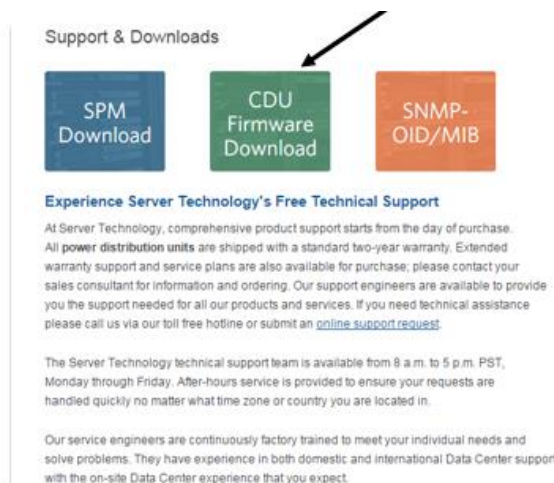 Support & Downloads
SPM
Download
CDU
Firmware
Download
SNMP-
OID/MIB
Experience Server Technology's Free Technical Support
At Server Technology, comprehensive product support starts from the day of purchase.
All power distribution units are shipped with a standard two-year warranty. Extended
warranty support and service plans are also available for purchase; please contact your
sales consultant for information and ordering. Our support engineers are available to provide
you the support needed for all our products and services. If you need technical assistance
please call us via our toll free hotline or submit an online support request.
The Server Technology technical support team is available from 8 a.m. to 5 p.m. PST,
Monday through Friday. After-hours service is provided to ensure your requests are
handled quickly no matter what time zone or country you are located in.
Our service engineers are continuously factory trained to meet your individual needs and
solve problems. They have experience in both domestic and international Data Center support
with the on-site Data Center experience that you expect.